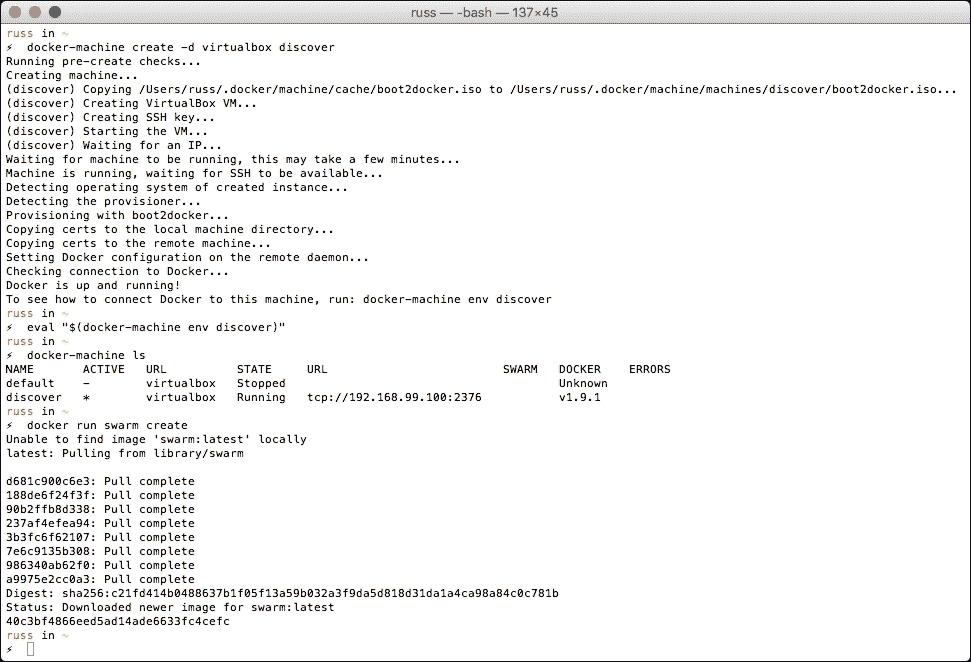 russ — -bash — 137×45
russ in ~
⚡ docker-machine create -d virtualbox discover
Running pre-create checks...
Creating machine...
(discover) Copying /Users/russ/.docker/machine/cache/boot2docker.iso to /Users/russ/.docker/machine/machines/discover/boot2docker.iso...
(discover) Creating VirtualBox VM...
(discover) Creating SSH key...
(discover) Starting the VM...
(discover) Waiting for an IP...
Waiting for machine to be running, this may take a few minutes...
Machine is running, waiting for SSH to be available...
Detecting operating system of created instance...
Detecting the provisioner...
Provisioning with boot2docker...
Copying certs to the local machine directory...
Copying certs to the remote machine...
Setting Docker configuration on the remote daemon...
Checking connection to Docker...
Docker is up and running!
To see how to connect Docker to this machine, run: docker-machine env discover
russ in ~
⚡ eval "$(docker-machine env discover)"
russ in ~
⚡ docker-machine ls
NAME ACTIVE URL STATE URL SWARM DOCKER ERRORS
default - virtualbox Stopped Unknown
discover * virtualbox Running tcp://192.168.99.100:2376 v1.9.1
russ in ~
⚡ docker run swarm create
Unable to find image 'swarm:latest' locally
latest: Pulling from library/swarm
d681c900c6e3: Pull complete
188de6f24f3f: Pull complete
90b2ffb8d338: Pull complete
237af4efea94: Pull complete
3b3fc6f62107: Pull complete
7e6c9135b308: Pull complete
986340ab62f0: Pull complete
a9975e2cc0a3: Pull complete
Digest: sha256:c21fd414b0488637b1f05f13a59b032a3f9da5d818d31da1a4ca98a84c0c781b
Status: Downloaded newer image for swarm:latest
40c3bf4866eed5ad14ade6633fc4cefc
russ in ~
⚡